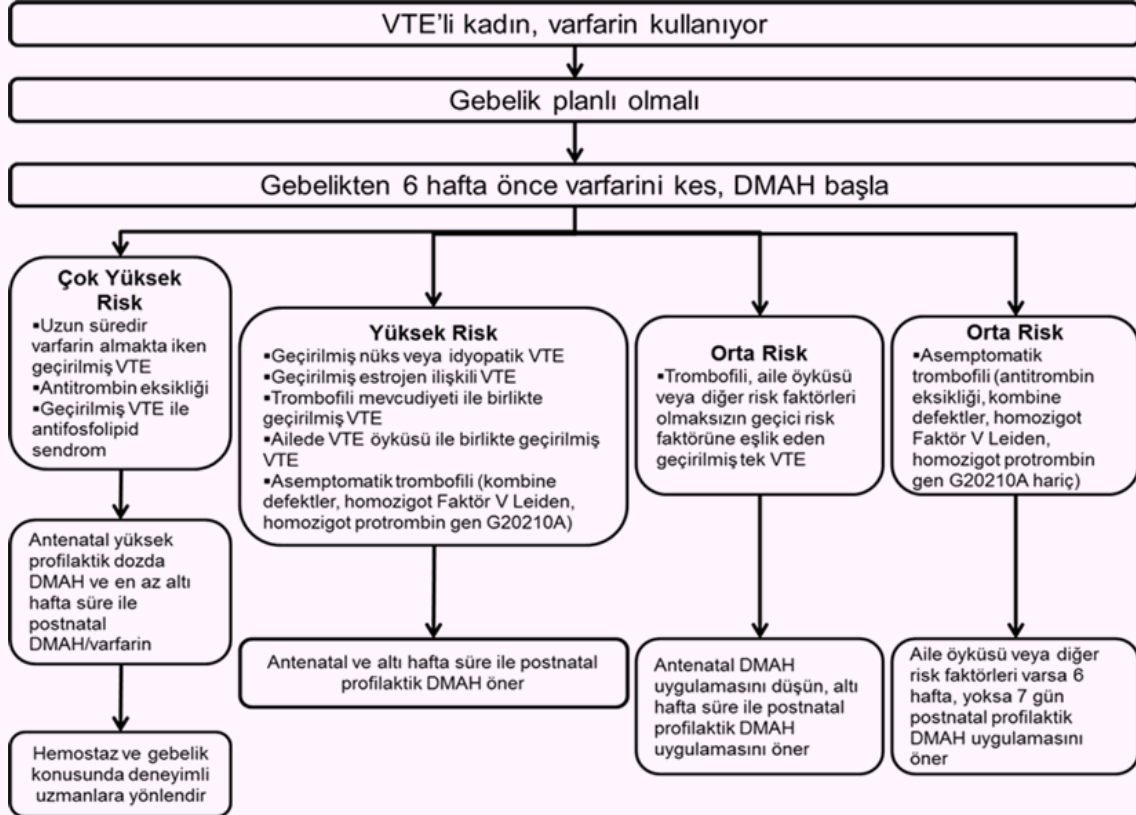 VTE'li kadın, varfarin kullanıyor
Gebelik planlı olmalı
Gebelikten 6 hafta önce varfarini kes, DMAH başla
Çok Yüksek
Risk
▪Uzun süredir
varfarin almakta iken
geçirilmiş VTE
▪Antitrombin eksikliği
▪Geçirilmiş VTE ile
antifosfolipid
sendrom
Antenatal yüksek
profilaktik dozda
DMAH ve en az altı
hafta süre ile
postnatal
DMAH/varfarin
Hemostaz ve gebelik
konusunda deneyimli
uzmanlara yönlendir
Yüksek Risk
▪Geçirilmiş nüks veya idyopatik VTE
▪Geçirilmiş estrojen ilişkili VTE
▪Trombofili mevcudiyeti ile birlikte
geçirilmiş VTE
▪Ailede VTE öyküsü ile birlikte geçirilmiş
VTE
▪Asemptomatik trombofili (kombine
defektler, homozigot Faktör V Leiden,
homozigot protrombin gen G20210A)
Antenatal ve altı hafta süre ile postnatal
profilaktik DMAH öner
Orta Risk
▪Trombofili, aile öyküsü
veya diğer risk faktörleri
olmaksızın geçici risk
faktörüne eşlik eden
geçirilmiş tek VTE
Antenatal DMAH
uygulamasını düşün, altı
hafta süre ile postnatal
profilaktik DMAH
uygulamasını öner
Orta Risk
▪Asemptomatik
trombofili (antitrombin
eksikliği, kombine
defektler, homozigot
Faktör V Leiden,
homozigot protrombin
gen G20210A hariç)
Aile öyküsü veya diğer
risk faktörleri varsa 6
hafta, yoksa 7 gün
postnatal profilaktik
DMAH uygulamasını
öner